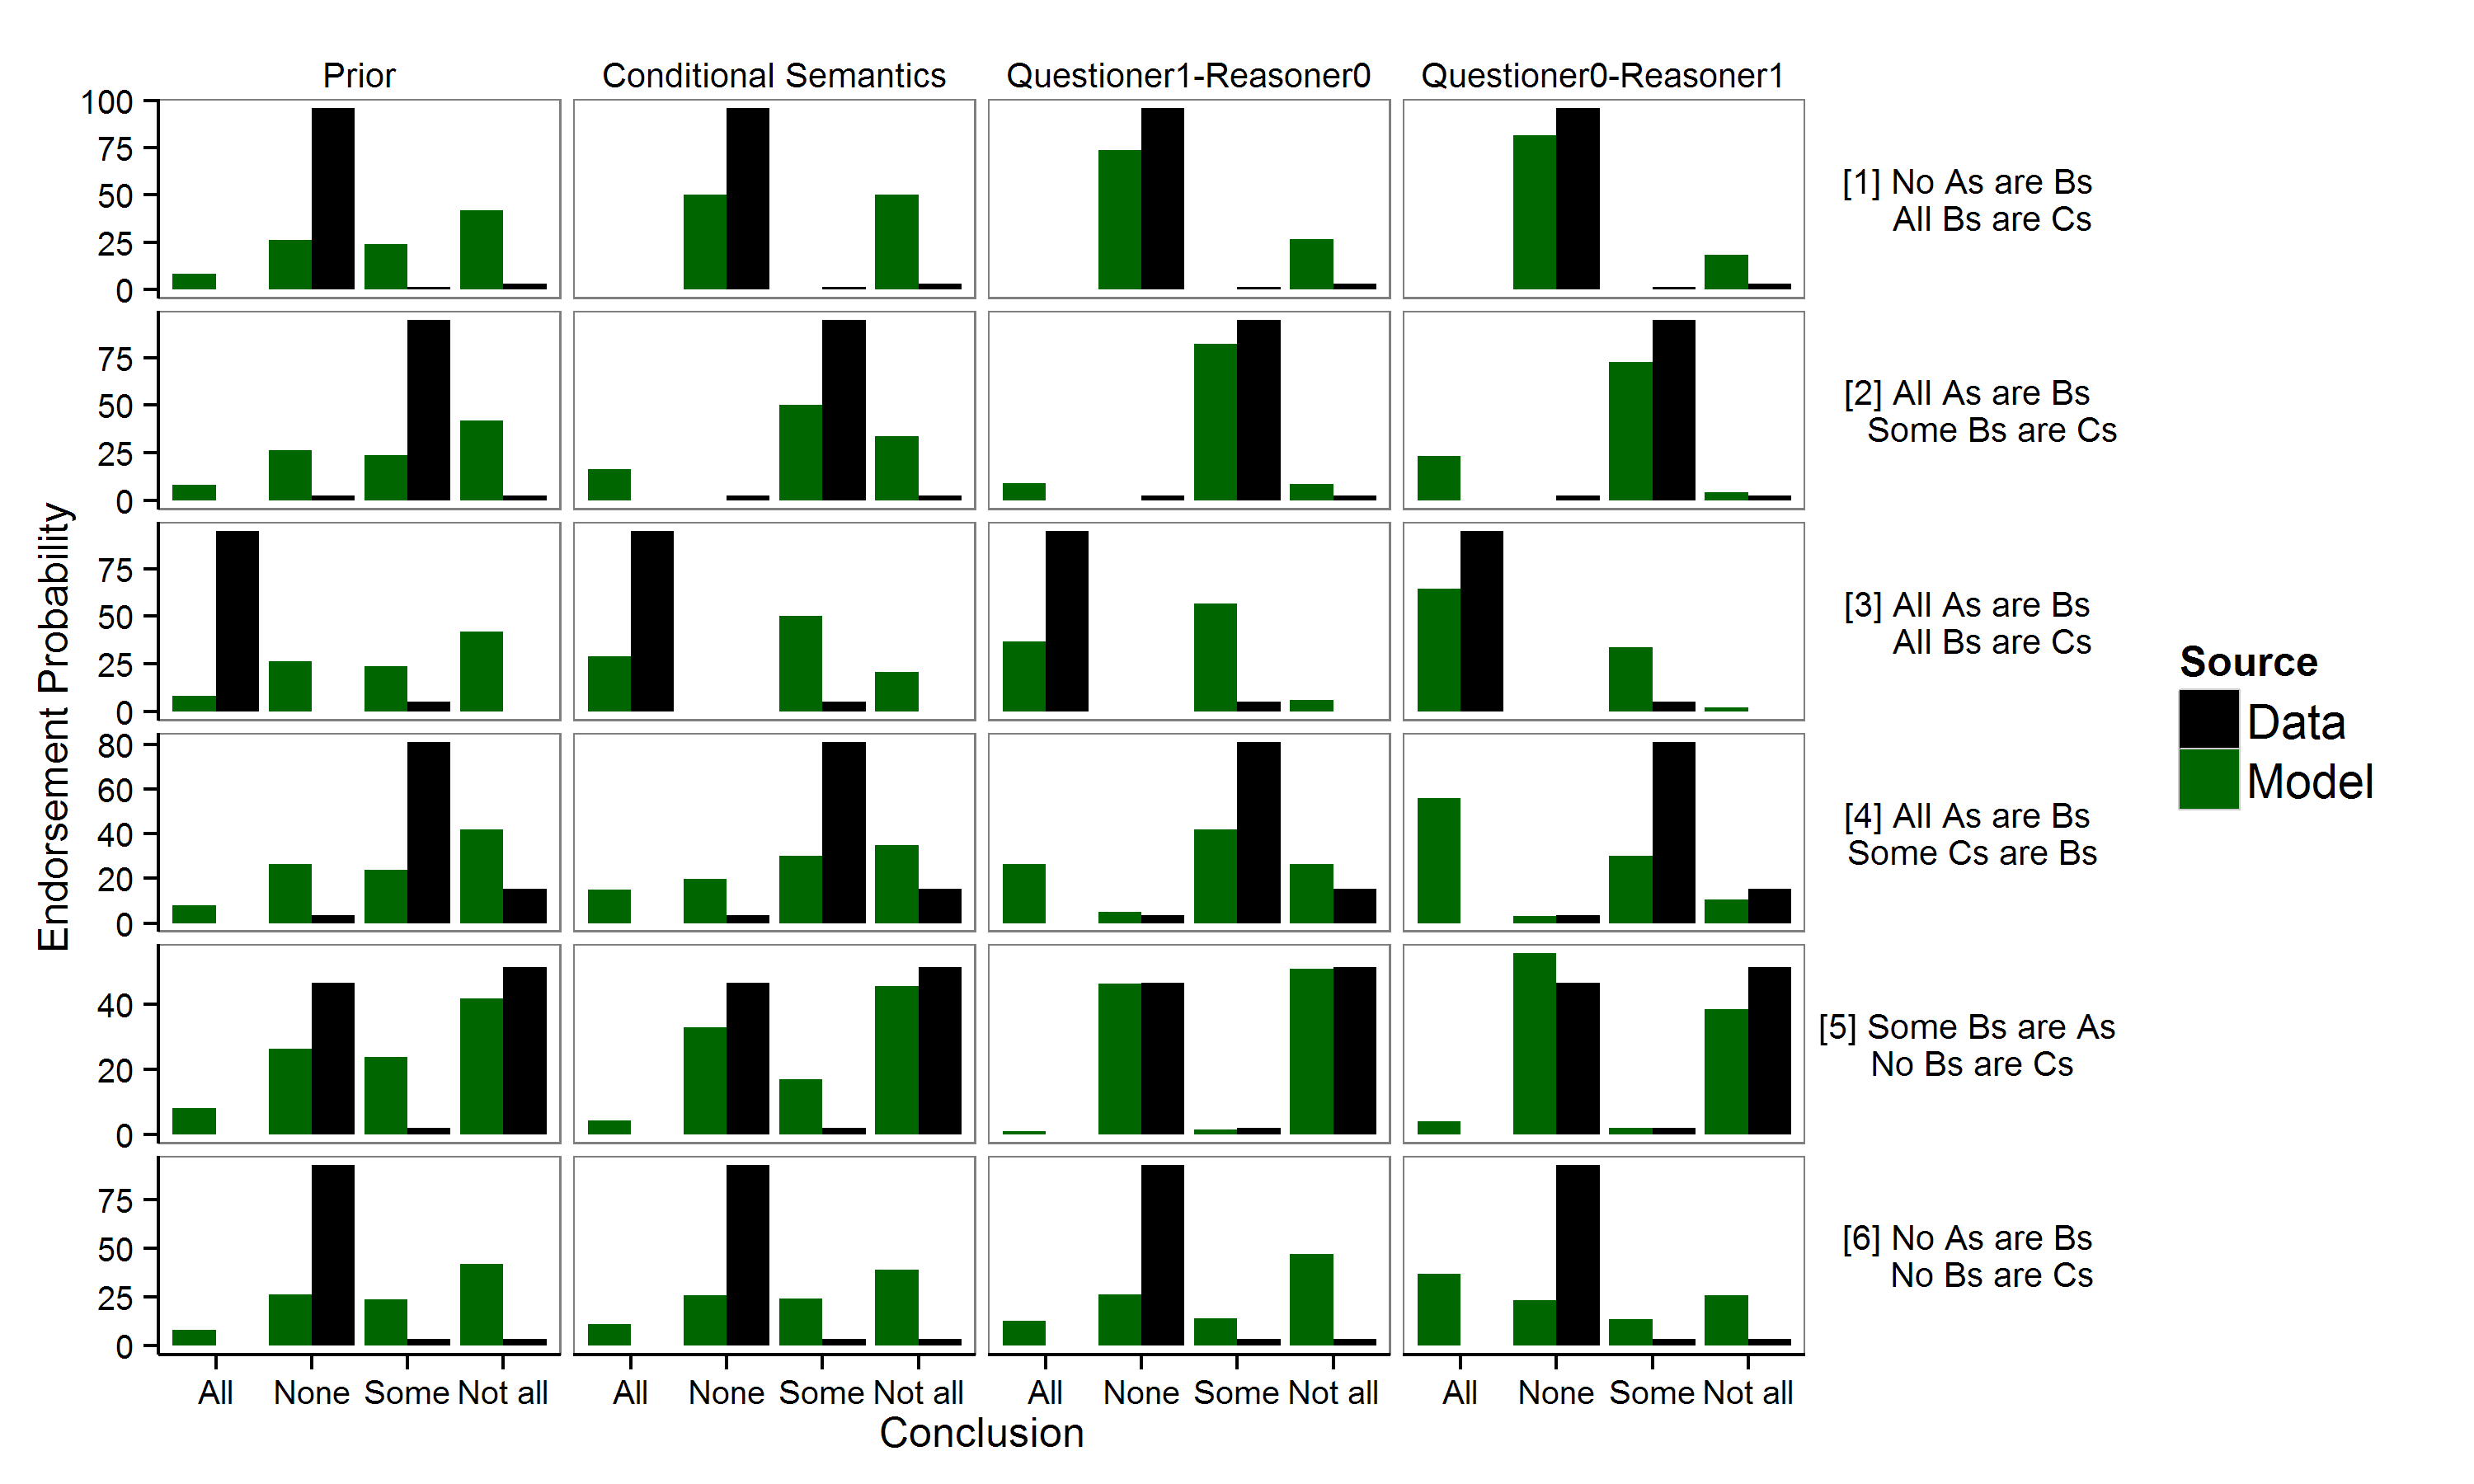 Prior Conditional Semantics Questioner1-Reasoner0 Questioner0-Reasoner1
100
75
50
25
0
[1] No As are Bs
All Bs are Cs
75
50
25
0
[2] All As are Bs
Some Bs are Cs
75
50
25
0
[3] All As are Bs
All Bs are Cs
80
60
40
20
0
[4] All As are Bs
Some Cs are Bs
40
20
0
[5] Some Bs are As
No Bs are Cs
75
50
25
0
[6] No As are Bs
No Bs are Cs
Endorsement Probability
All None Some Not all All None Some Not all All None Some Not all All None Some Not all
Conclusion
Source
Data
Model